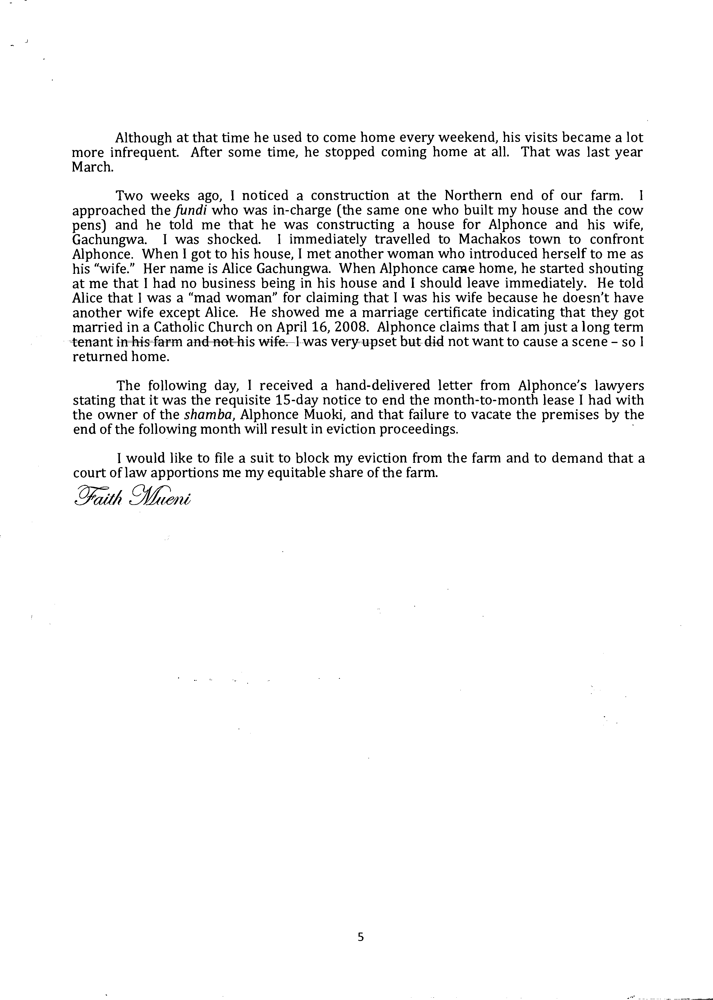 Although at that time he used to come home every weekend, his visits became a lot
more infrequent. After some time, he stopped coming home at all. That was last year
March.
Two weeks ago, I noticed a construction at the Northern end of our farm. I
approached the fundi who was in-charge (the same one who built my house and the cow
pens) and he told me that he was constructing a house for Alphonce and his wife,
Gachungwa. I was shocked. I immediately travelled to Machakos town to confront
Alphonce. When I got to his house, I met another woman who introduced herself to me as
his “wife.” Her name is Alice Gachungwa. When Alphonce came home, he started shouting
at me that I had no business being in his house and I should leave immediately. He told
Alice that I was a “mad woman” for claiming that I was his wife because he doesn't have
another wife except Alice. He showed me a marriage certificate indicating that they got
married in a Catholic Church on April 16, 2008. Alphonce claims that I am just a long term
tenant in his farm and not his wife. I was very upset but did not want to cause a scene – so I
returned home.
The following day, I received a hand-delivered letter from Alphonce's lawyers
stating that it was the requisite 15-day notice to end the month-to-month lease I had with
the owner of the shamba, Alphonce Muoki, and that failure to vacate the premises by the
end of the following month will result in eviction proceedings.
I would like to file a suit to block my eviction from the farm and to demand that a
court of law apportions me my equitable share of the farm.
Faith Mueni
5